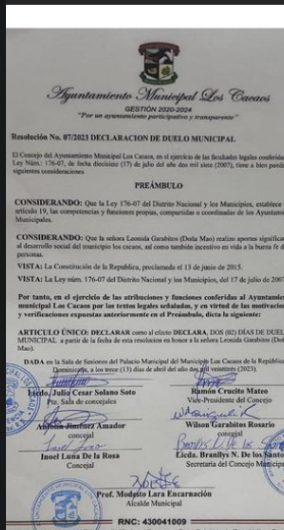 Ayuntamiento Municipal Los Cacaos
GESTIÓN 2020-2024
"Por un ayuntamiento participativo y transparente"
Resolución No. 07/2023 DECLARACION DE DUELO MUNICIPAL
El Concejo del Ayuntamiento Municipal Los Cacaos, en el ejercicio de las facultades legales conferidas
Ley Núm.: 176-07, de fecha diecisiete (17) de julio del año dos mil siete (2007), tiene a bien
siguientes consideraciones
PREÁMBULO
CONSIDERANDO: Que la Ley 176-07 del Distrito Nacional y los Municipios, establece
artículo 19, las competencias y funciones propias, compartidas o coordinadas de los
Municipales.
CONSIDERANDO: Que la señora Leonida Garabitos (Doña Mao) realizo aportes
al desarrollo social del municipio los cacaos, así como también incentivo en vida a la buena fe
personas.
VISTA: La Constitución de la Republica, proclamada el 13 de junio de 2015.
VISTA: La Ley núm. 176-07 del Distrito Nacional y los Municipios, del 17 de julio de 2007
Por tanto, en el ejercicio de las atribuciones y funciones conferidas al
municipal Los Cacaos por los textos legales señalados, y en virtud de las
y verificaciones expuestas anteriormente en el Preámbulo, dicta la siguiente:
ARTICULO ÚNICO: DECLARAR como al efecto DECLARA, DOS (02) DÍAS DE
MUNICIPAL a partir de la fecha de esta resolucion en honor a la señora Leonida Garabitos
Mao).
DADA en la Sala de Sesiones del Palacio Municipal del Municipio Los Cacaos de la República
Dominicana, a los trece (13) días de abril del año dos mil veintitres (2023).
Julio Cesar Solano Soto
Ramón Crucito Mateo
Pte. Sala de concejales
Vice-Presidente del Concejo
Jiménez Amador
Wilson Garabitos Rosario
concejal
concejal
Inoel Luna De la Rosa
Licda. Branllys N. De los Santos
Concejal
Secretaria del Concejo Municipal
Prof. Modesto Lara Encarnación
Alcalde Municipal
RNC: 430041009